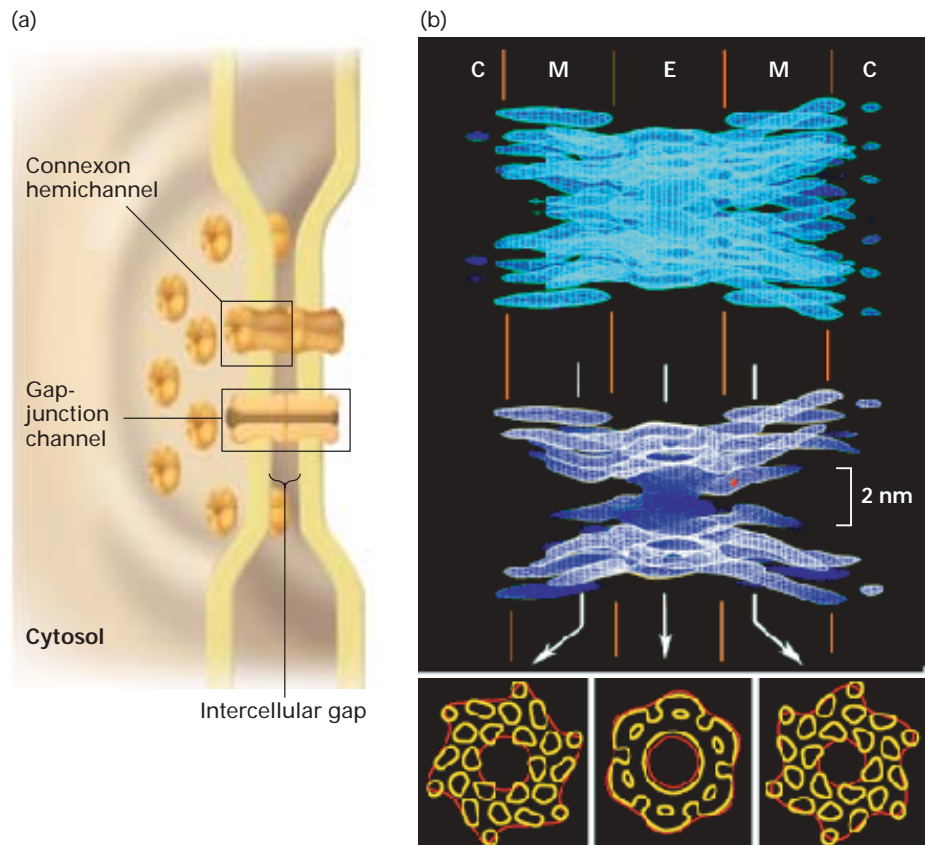 (a)
Connexon
hemichannel
Gap-
junction
channel
Cytosol
Intercellular gap
(b)
C M E M C
2 nm